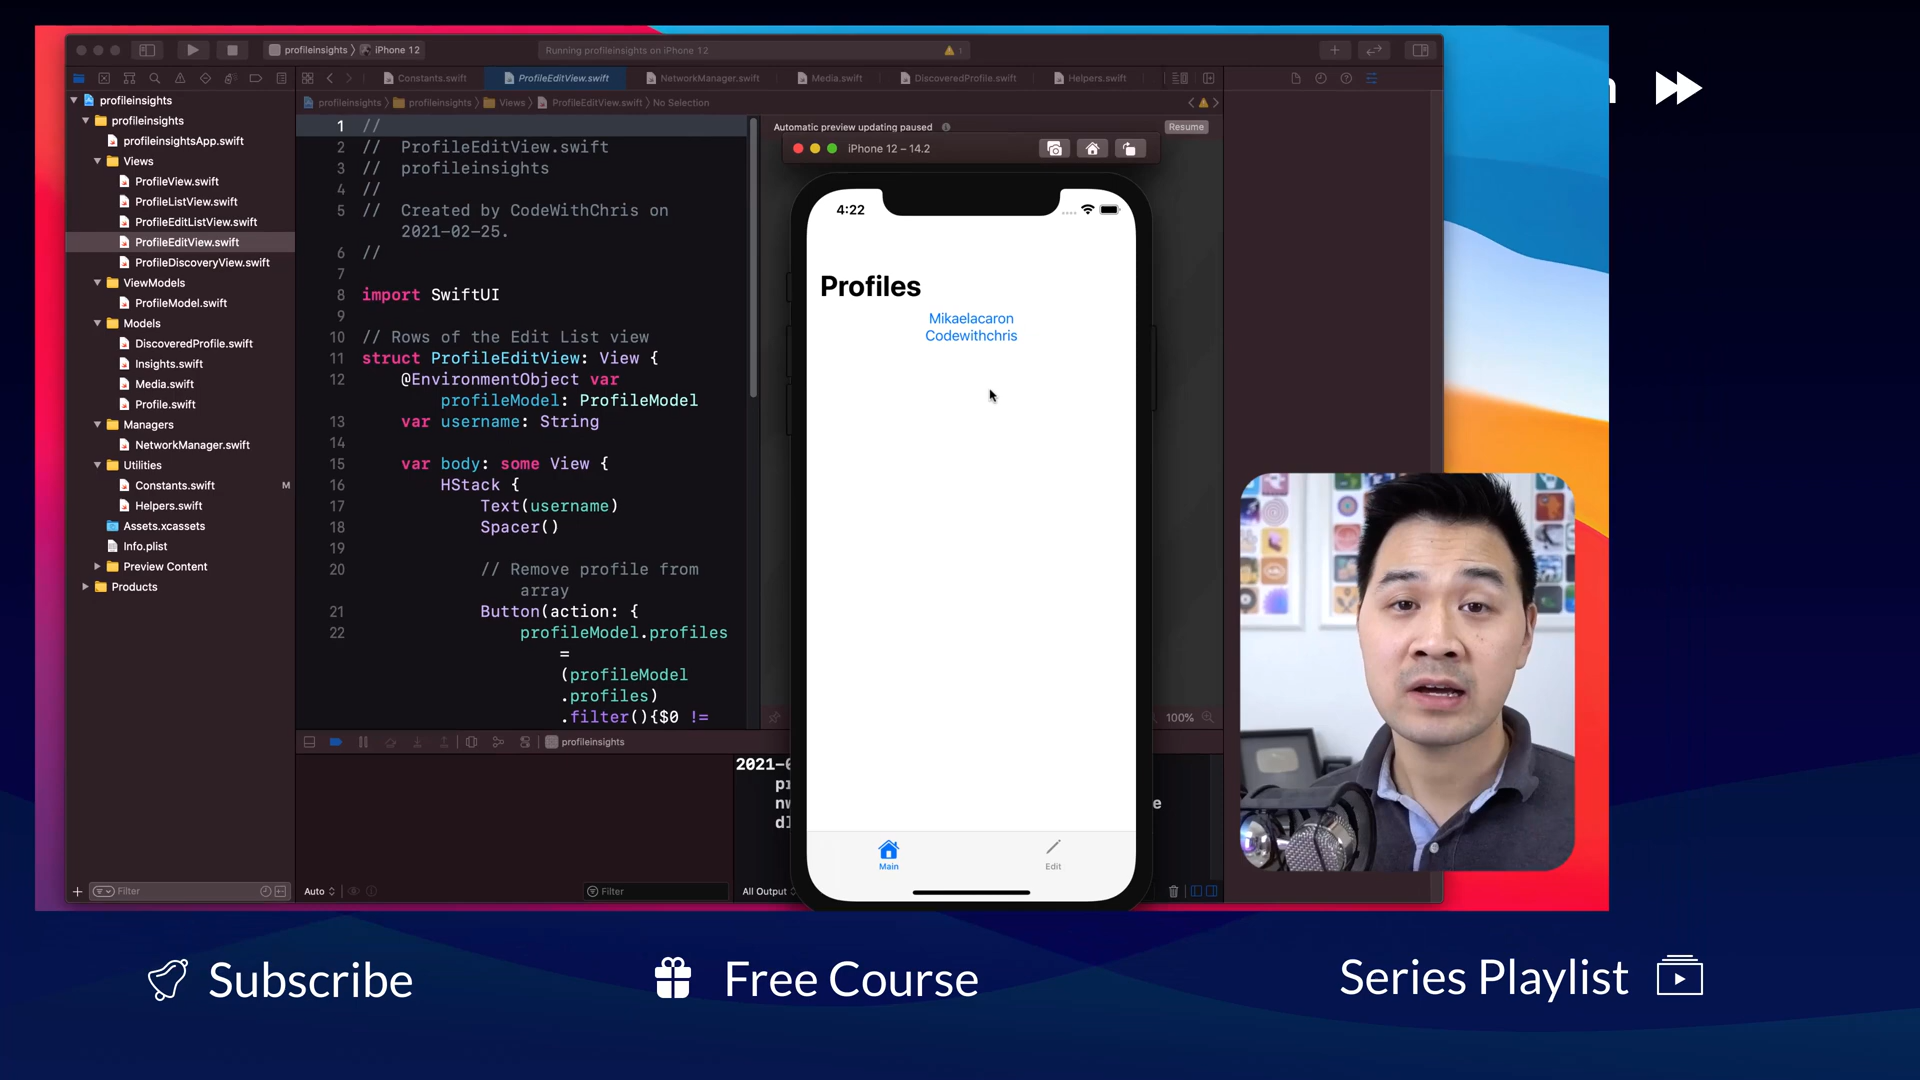 profileinsights
iPhone 12
Running profileinsights on iPhone 12
1
Constants.swift
ProfileEditView.swift
NetworkManager.swift
Media.swift
DiscoveredProfile.swift
Helpers.swift
profileinsights
profileinsights
Views
ProfileEditView.swift
No Selection
profileinsights
profileinsights
profileinsightsApp.swift
Views
ProfileView.swift
ProfileListView.swift
ProfileEditListView.swift
ProfileEditView.swift
ProfileDiscoveryView.swift
ViewModels
ProfileModel.swift
Models
DiscoveredProfile.swift
Insights.swift
Media.swift
Profile.swift
Managers
NetworkManager.swift
Utilities
Constants.swift M
Helpers.swift
Assets.xcassets
Info.plist
Preview Content
Products
Filter
1 //
2 // ProfileEditView.swift
3 // profileinsights
4 //
5 // Created by CodeWithChris on
2021-02-25.
6 //
7
8 import SwiftUI
9
10 // Rows of the Edit List view
11 struct ProfileEditView: View {
12 @EnvironmentObject var
profileModel: ProfileModel
13 var username: String
14
15 var body: some View {
16 HStack {
17 Text(username)
18 Spacer()
19
20 // Remove profile from
array
21 Button(action: {
22 profileModel.profiles
=
(profileModel
.profiles)
.filter(){$0 !=
Automatic preview updating paused
Resume
iPhone 12 – 14.2
4:22
Profiles
Mikaelacaron
Codewithchris
Main
Edit
100%
profileinsights
2021-0
pr
nw
dl
e
Auto
Filter
All Output
n
Subscribe
Free Course
Series Playlist